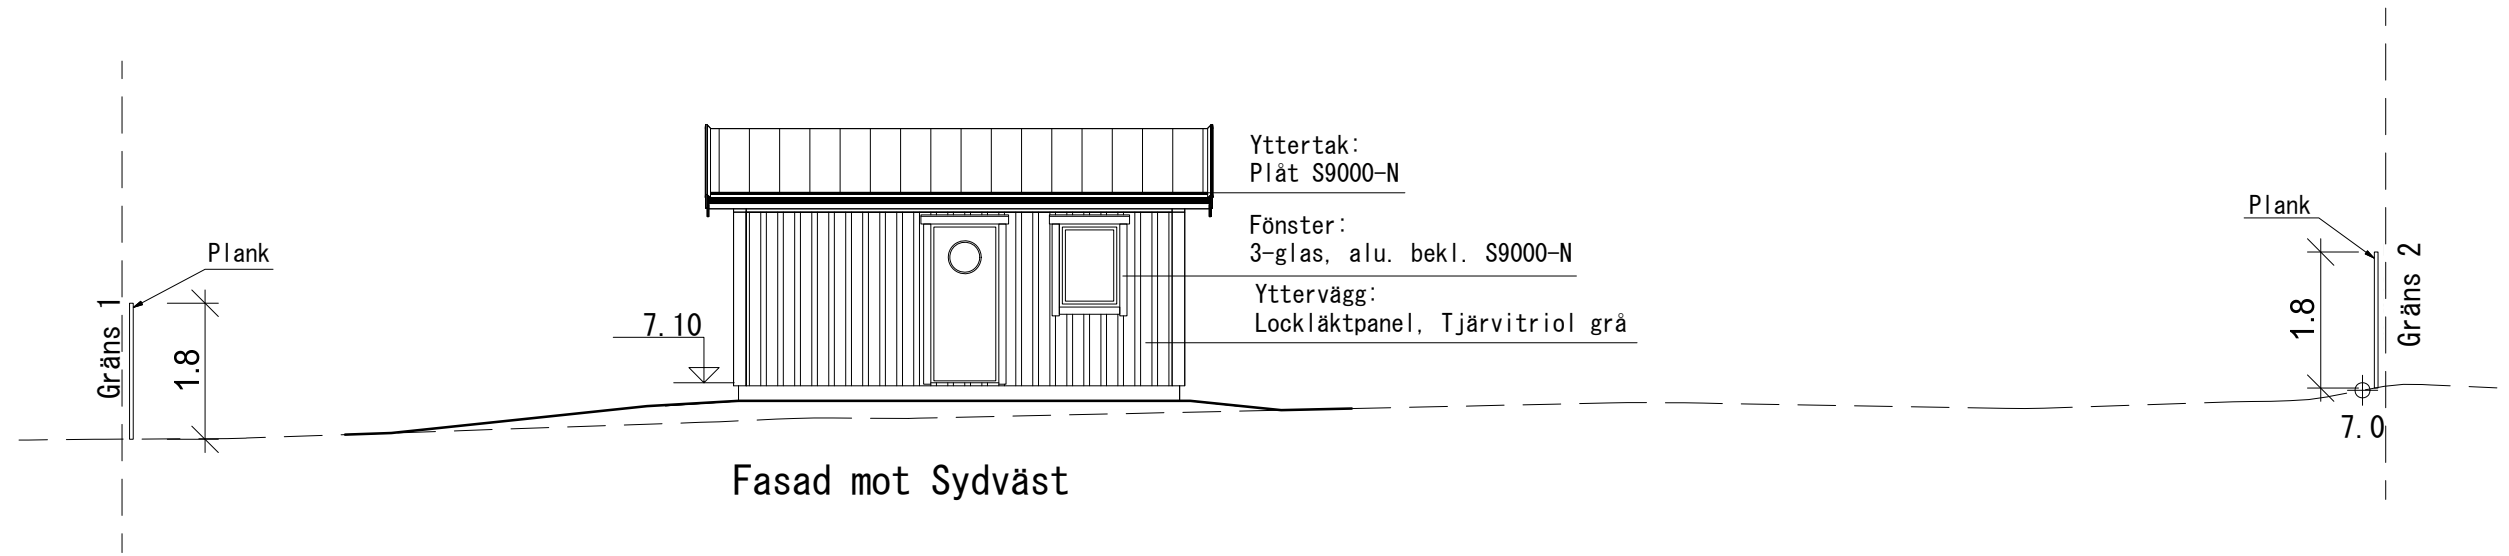 Yttertak:
Plåt S9000-N
Fönster:
3-glas, alu. bekl. S9000-N
Yttervägg:
Lockläktpanel, Tjärvitriol grå
Plank
Gräns 1
1.8
7.10
Plank
Gräns 2
1.8
7.0
Fasad mot Sydväst